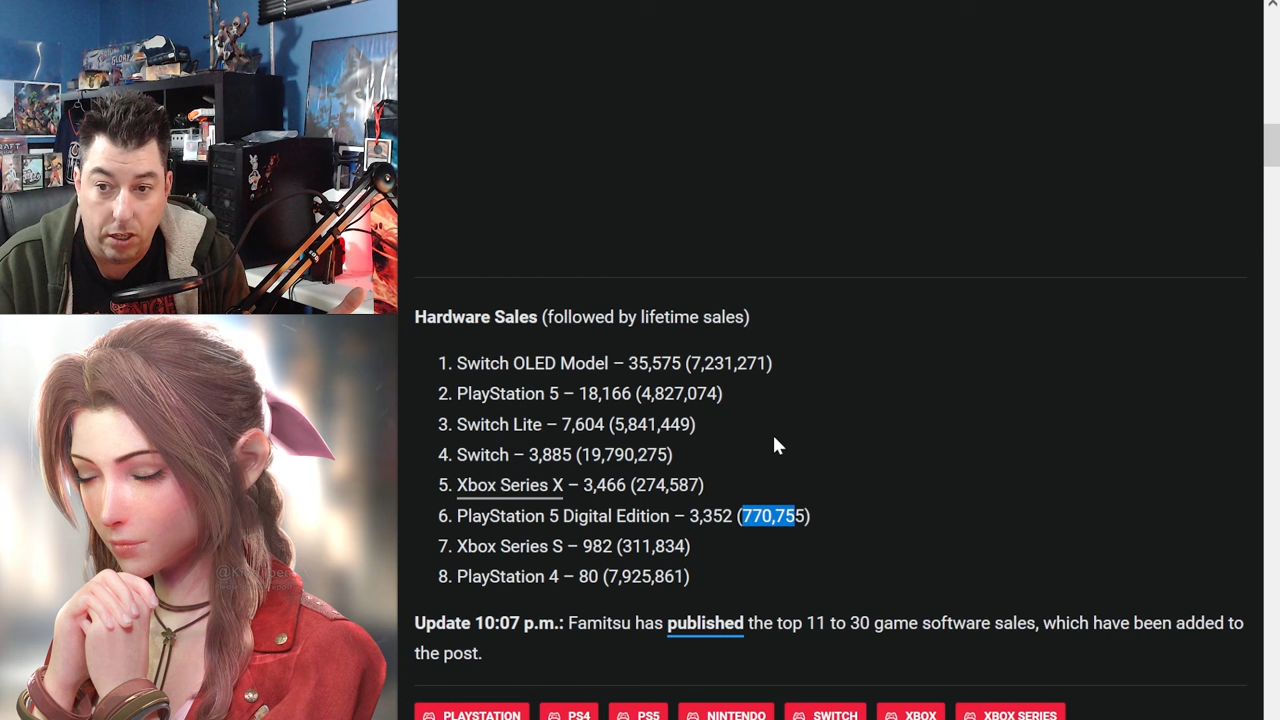 GLORY
Hardware Sales (followed by lifetime sales)
1. Switch OLED Model – 35,575 (7,231,271)
2. PlayStation 5 – 18,166 (4,827,074)
3. Switch Lite – 7,604 (5,841,449)
4. Switch – 3,885 (19,790,275)
5. Xbox Series X – 3,466 (274,587)
6. PlayStation 5 Digital Edition – 3,352 (770,755)
7. Xbox Series S – 982 (311,834)
8. PlayStation 4 – 80 (7,925,861)
Update 10:07 p.m.: Famitsu has published the top 11 to 30 game software sales, which have been added to
the post.
PLAYSTATION PS4 PS5 NINTENDO SWITCH XBOX XBOX SERIES